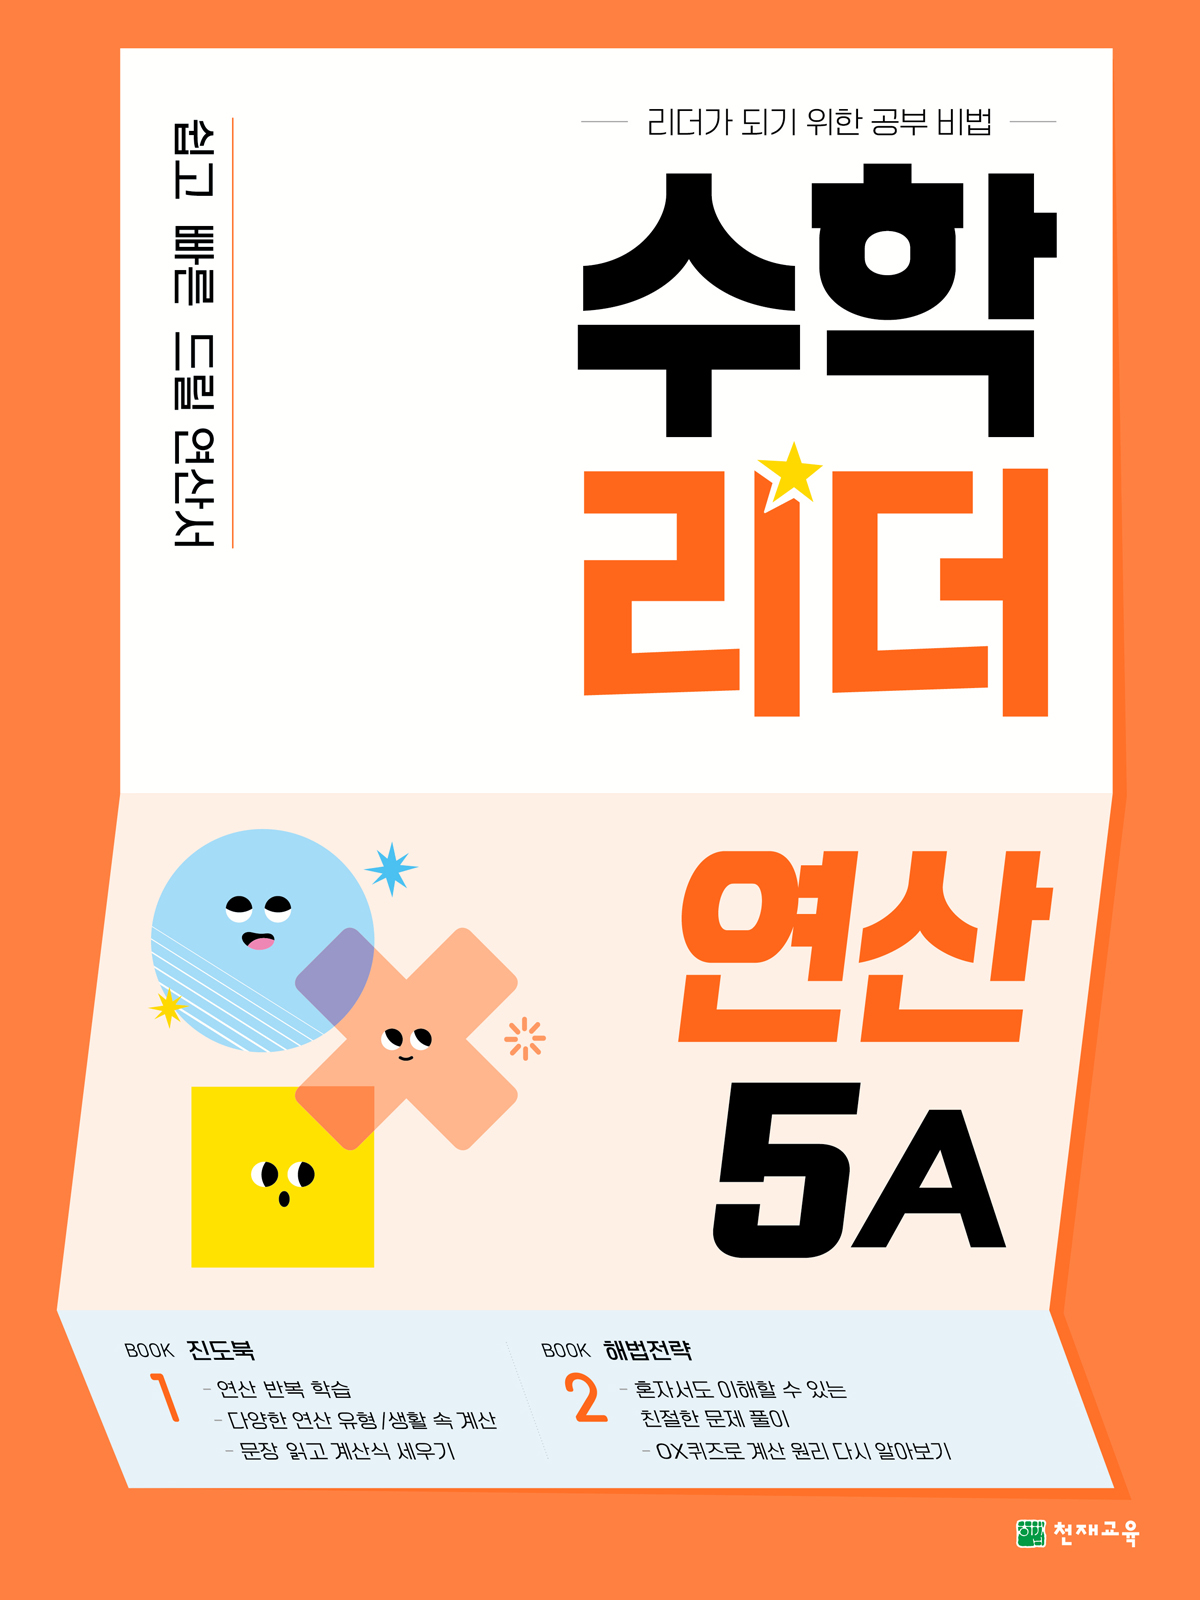 리더가 되기 위한 공부 비법
쉽고 빠른 드릴 연산서
수학
리더
연산
5A
BOOK 1 진도북
- 연산 반복 학습
- 다양한 연산 유형/생활 속 계산
- 문장 읽고 계산식 세우기
BOOK 2 해법전략
- 혼자서도 이해할 수 있는
친절한 문제 풀이
- OX퀴즈로 계산 원리 다시 알아보기
해법 천재교육